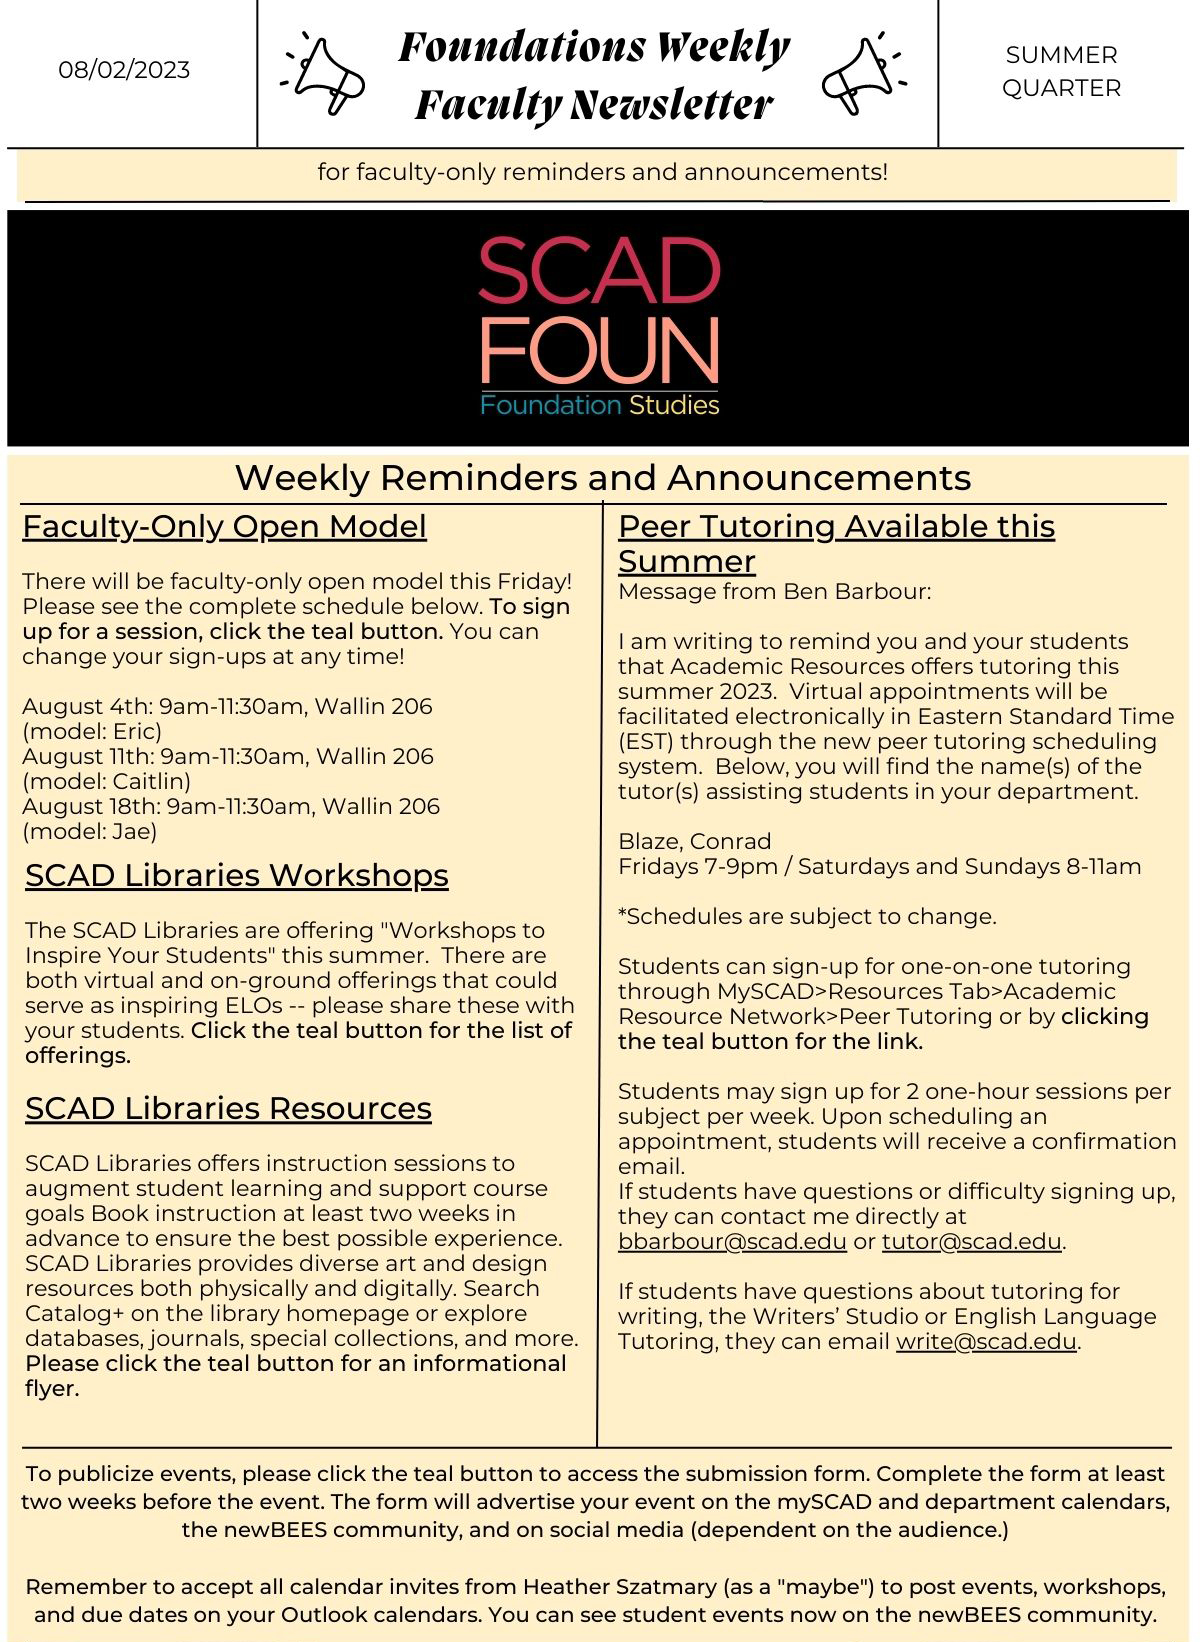 08/02/2023
Foundations Weekly
Faculty Newsletter
SUMMER
QUARTER
for faculty-only reminders and announcements!
SCAD
FOUN
Foundation Studies
Weekly Reminders and Announcements
Faculty-Only Open Model
There will be faculty-only open model this Friday!
Please see the complete schedule below. To sign
up for a session, click the teal button. You can
change your sign-ups at any time!
August 4th: 9am-11:30am, Wallin 206
(model: Eric)
August 11th: 9am-11:30am, Wallin 206
(model: Caitlin)
August 18th: 9am-11:30am, Wallin 206
(model: Jae)
SCAD Libraries Workshops
The SCAD Libraries are offering "Workshops to
Inspire Your Students" this summer.  There are
both virtual and on-ground offerings that could
serve as inspiring ELOs -- please share these with
your students. Click the teal button for the list of
offerings.
SCAD Libraries Resources
SCAD Libraries offers instruction sessions to
augment student learning and support course
goals Book instruction at least two weeks in
advance to ensure the best possible experience.
SCAD Libraries provides diverse art and design
resources both physically and digitally. Search
Catalog+ on the library homepage or explore
databases, journals, special collections, and more.
Please click the teal button for an informational
flyer.
Peer Tutoring Available this
Summer
Message from Ben Barbour:
I am writing to remind you and your students
that Academic Resources offers tutoring this
summer 2023.  Virtual appointments will be
facilitated electronically in Eastern Standard Time
(EST) through the new peer tutoring scheduling
system.  Below, you will find the name(s) of the
tutor(s) assisting students in your department.
Blaze, Conrad
Fridays 7-9pm / Saturdays and Sundays 8-11am
*Schedules are subject to change.
Students can sign-up for one-on-one tutoring
through MySCAD>Resources Tab>Academic
Resource Network>Peer Tutoring or by clicking
the teal button for the link.
Students may sign up for 2 one-hour sessions per
subject per week. Upon scheduling an
appointment, students will receive a confirmation
email.
If students have questions or difficulty signing up,
they can contact me directly at
bbarbour@scad.edu or tutor@scad.edu.
If students have questions about tutoring for
writing, the Writers’ Studio or English Language
Tutoring, they can email write@scad.edu.
To publicize events, please click the teal button to access the submission form. Complete the form at least
two weeks before the event. The form will advertise your event on the mySCAD and department calendars,
the newBEES community, and on social media (dependent on the audience.)
Remember to accept all calendar invites from Heather Szatmary (as a "maybe") to post events, workshops,
and due dates on your Outlook calendars. You can see student events now on the newBEES community.